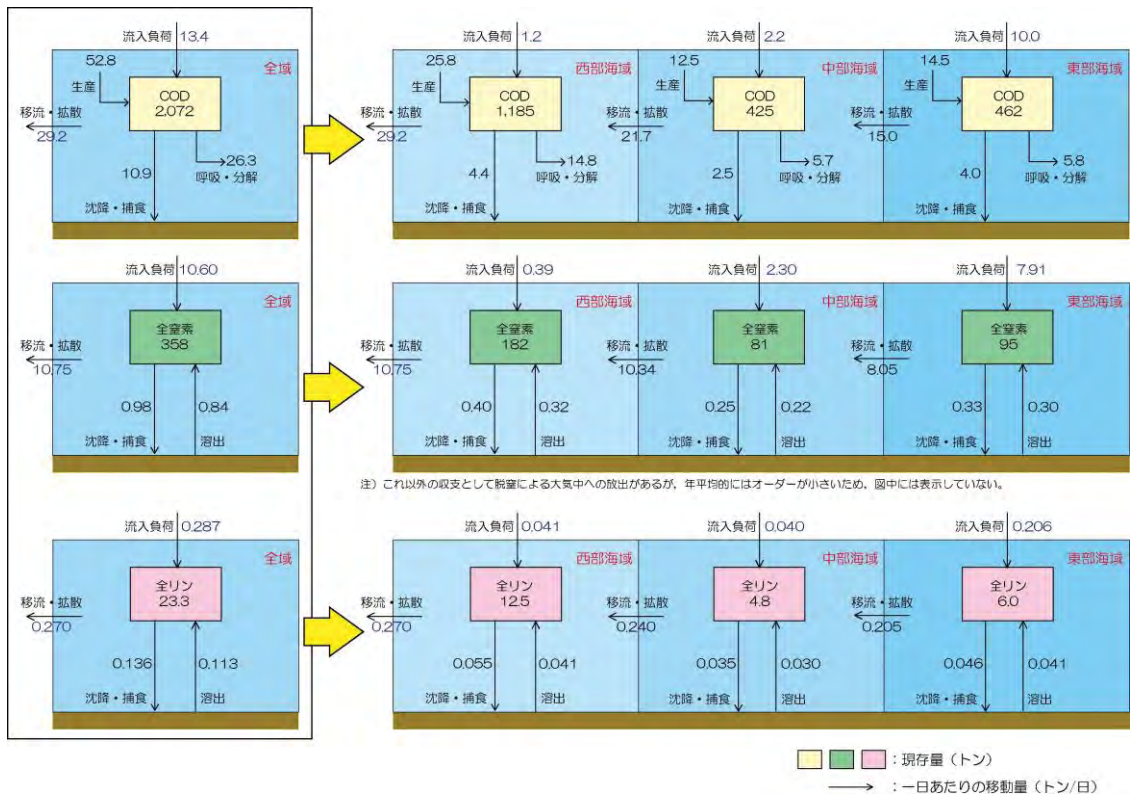 流入負荷 13.4
全域
52.8
生産
COD
2,072
移流・拡散
29.2
26.3
呼吸・分解
10.9
沈降・捕食
流入負荷 1.2
西部海域
25.8
生産
COD
1,185
移流・拡散
29.2
14.8
呼吸・分解
4.4
沈降・捕食
流入負荷 2.2
中部海域
12.5
生産
COD
425
移流・拡散
21.7
5.7
呼吸・分解
2.5
沈降・捕食
流入負荷 10.0
東部海域
14.5
生産
COD
462
移流・拡散
15.0
5.8
呼吸・分解
4.0
沈降・捕食
流入負荷 10.60
全域
全窒素
358
移流・拡散
10.75
0.98
0.84
沈降・捕食
溶出
流入負荷 0.39
西部海域
全窒素
182
移流・拡散
10.75
0.40
0.32
沈降・捕食
溶出
流入負荷 2.30
中部海域
全窒素
81
移流・拡散
10.34
0.25
0.22
沈降・捕食
溶出
流入負荷 7.91
東部海域
全窒素
95
移流・拡散
8.05
0.33
0.30
沈降・捕食
溶出
注）これ以外の収支として脱窒による大気中への放出があるが、年平均的にはオーダーが小さいため、図中には表示していない。
流入負荷 0.287
全域
全リン
23.3
移流・拡散
0.270
0.136
0.113
沈降・捕食
溶出
流入負荷 0.041
西部海域
全リン
12.5
移流・拡散
0.270
0.055
0.041
沈降・捕食
溶出
流入負荷 0.040
中部海域
全リン
4.8
移流・拡散
0.240
0.035
0.030
沈降・捕食
溶出
流入負荷 0.206
東部海域
全リン
6.0
移流・拡散
0.205
0.046
0.041
沈降・捕食
溶出
：現存量（トン）
：一日あたりの移動量（トン/日）